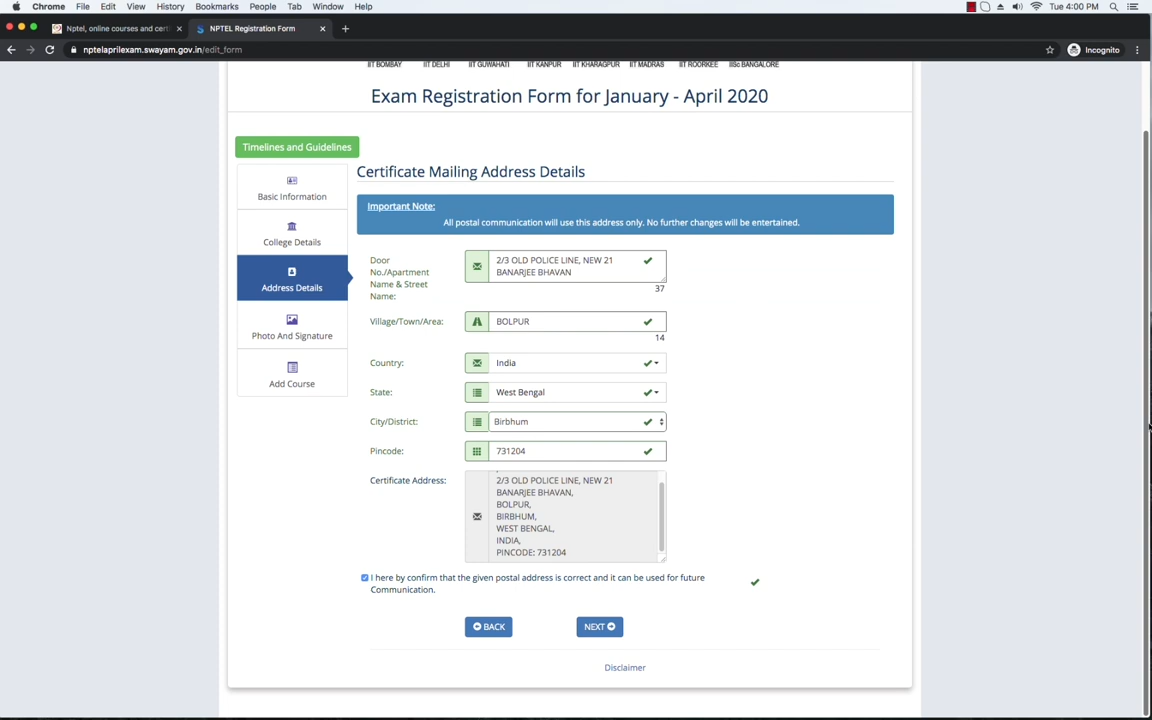 Chrome File Edit View History Bookmarks People Tab Window Help Tue 4:00 PM
Nptel, online courses and certi NPTEL Registration Form
nptelaprilexam.swayam.gov.in/edit_form Incognito
IIT BOMBAY IIT DELHI IIT GUWAHATI IIT KANPUR IIT KHARAGPUR IIT MADRAS IIT ROORKEE IISc BANGALORE
Exam Registration Form for January - April 2020
Timelines and Guidelines
Basic Information
College Details
Address Details
Photo And Signature
Add Course
Certificate Mailing Address Details
Important Note:
All postal communication will use this address only. No further changes will be entertained.
Door
No./Apartment
Name & Street
Name:
2/3 OLD POLICE LINE, NEW 21
BANARJEE BHAVAN
37
Village/Town/Area: BOLPUR
14
Country: India
State: West Bengal
City/District: Birbhum
Pincode: 731204
Certificate Address: 2/3 OLD POLICE LINE, NEW 21
BANARJEE BHAVAN,
BOLPUR,
BIRBHUM,
WEST BENGAL,
INDIA,
PINCODE: 731204
I here by confirm that the given postal address is correct and it can be used for future
Communication.
BACK NEXT
Disclaimer